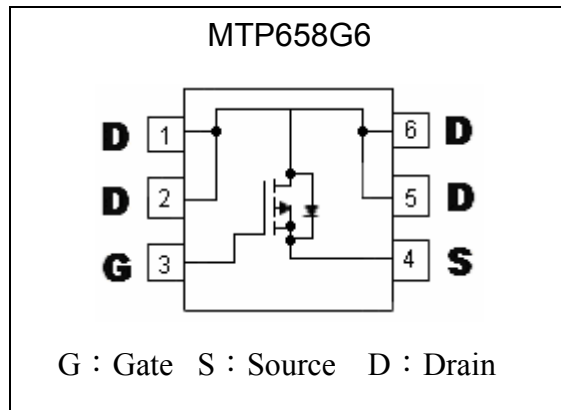 MTP658G6
D 1 6 D
D 2 5 D
G 3 4 S
G：Gate S：Source D：Drain